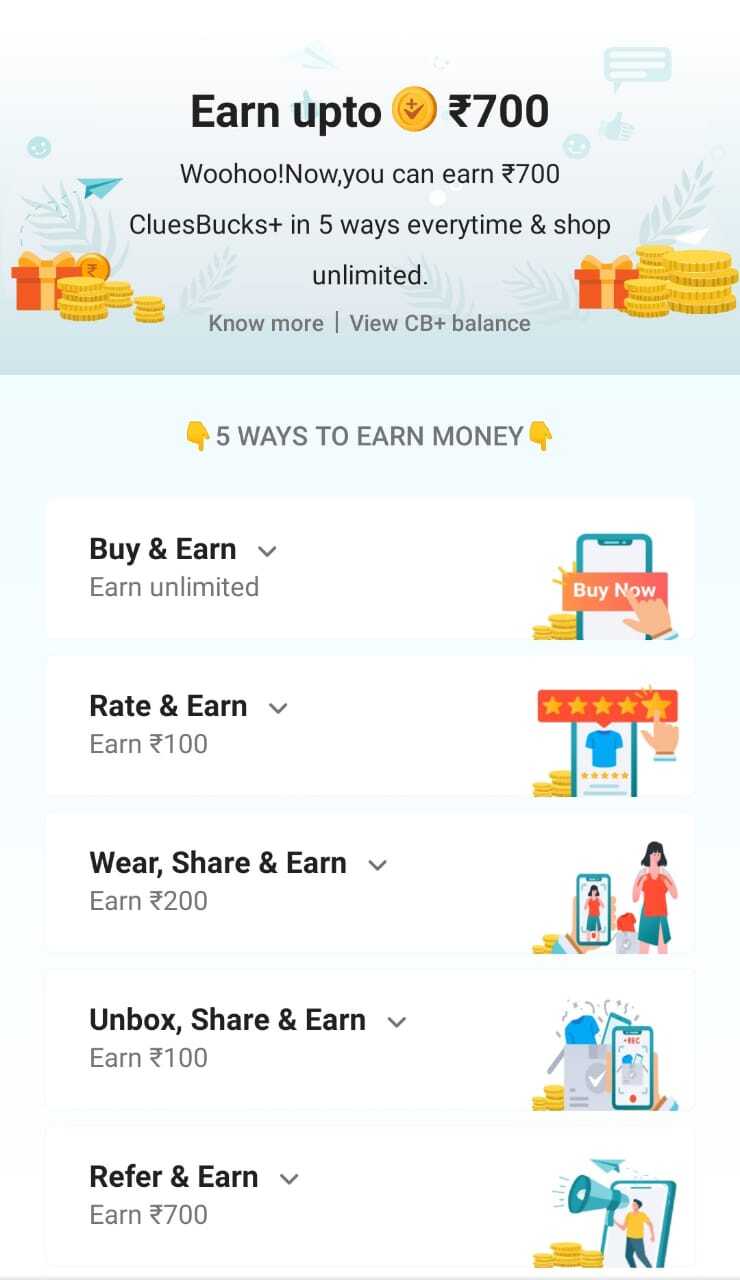 Earn upto ₹700
Woohoo!Now,you can earn ₹700
CluesBucks+ in 5 ways everytime & shop
unlimited.
Know more | View CB+ balance
5 WAYS TO EARN MONEY
Buy & Earn
Earn unlimited
Buy Now
Rate & Earn
Earn ₹100
Wear, Share & Earn
Earn ₹200
Unbox, Share & Earn
Earn ₹100
REC
Refer & Earn
Earn ₹700